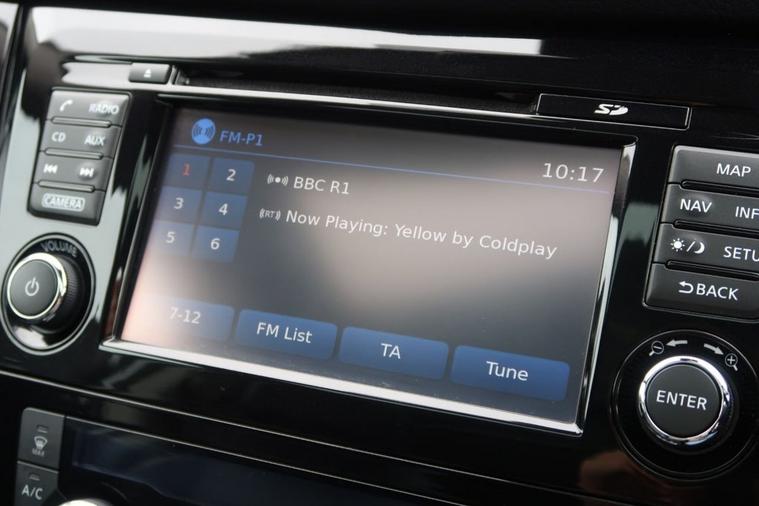 RADIO
CD AUX
CAMERA
VOLUME
FM-P1
10:17
1 2
3 4
5 6
BBC R1
(RT) Now Playing: Yellow by Coldplay
7-12
FM List
TA
Tune
MAP
NAV INF
SETU
BACK
ENTER
MAX
A/C